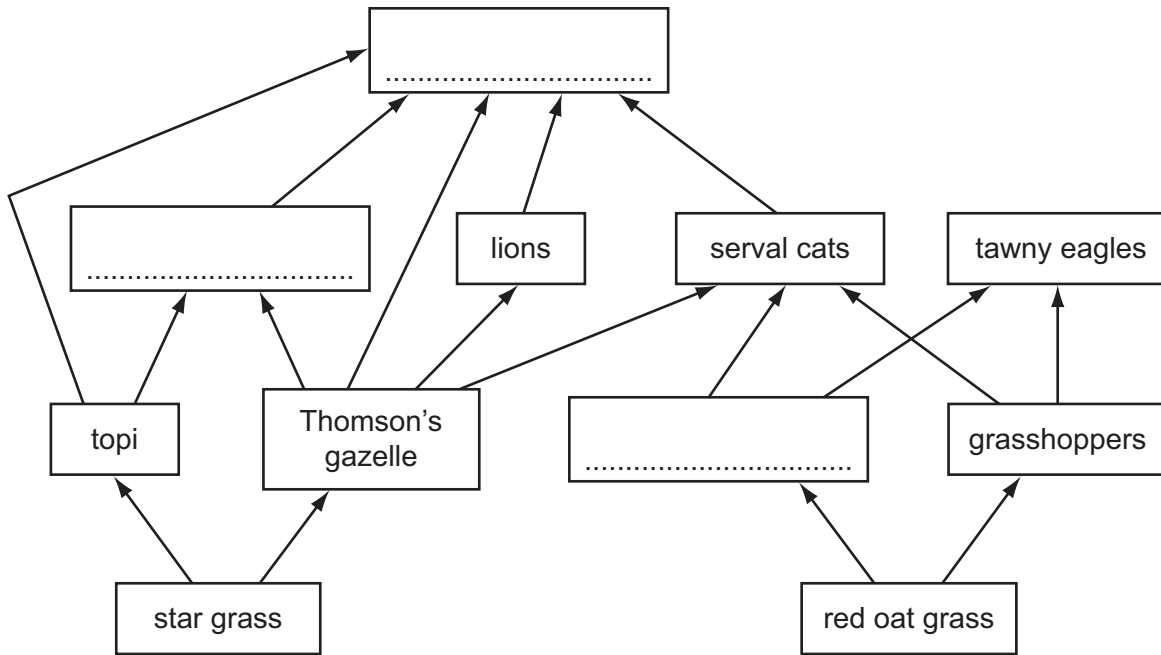 lions
serval cats
tawny eagles
topi
Thomson's
gazelle
grasshoppers
star grass
red oat grass